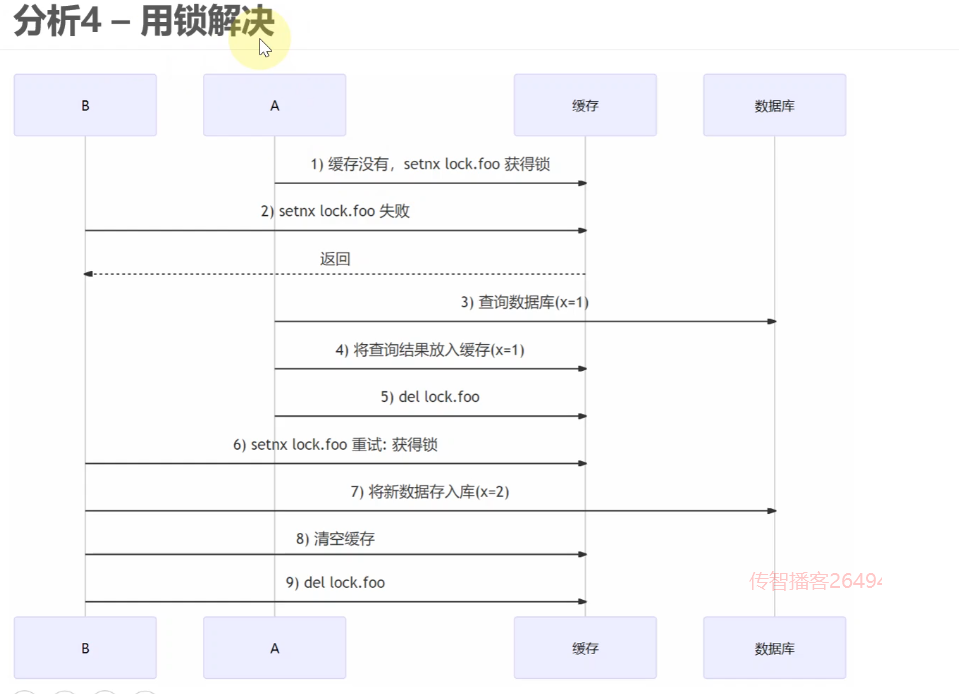 分析4 – 用锁解决
B
A
缓存
数据库
1) 缓存没有，setnx lock.foo 获得锁
2) setnx lock.foo 失败
返回
3) 查询数据库(x=1)
4) 将查询结果放入缓存(x=1)
5) del lock.foo
6) setnx lock.foo 重试: 获得锁
7) 将新数据存入库(x=2)
8) 清空缓存
9) del lock.foo
传智播客26494
B
A
缓存
数据库